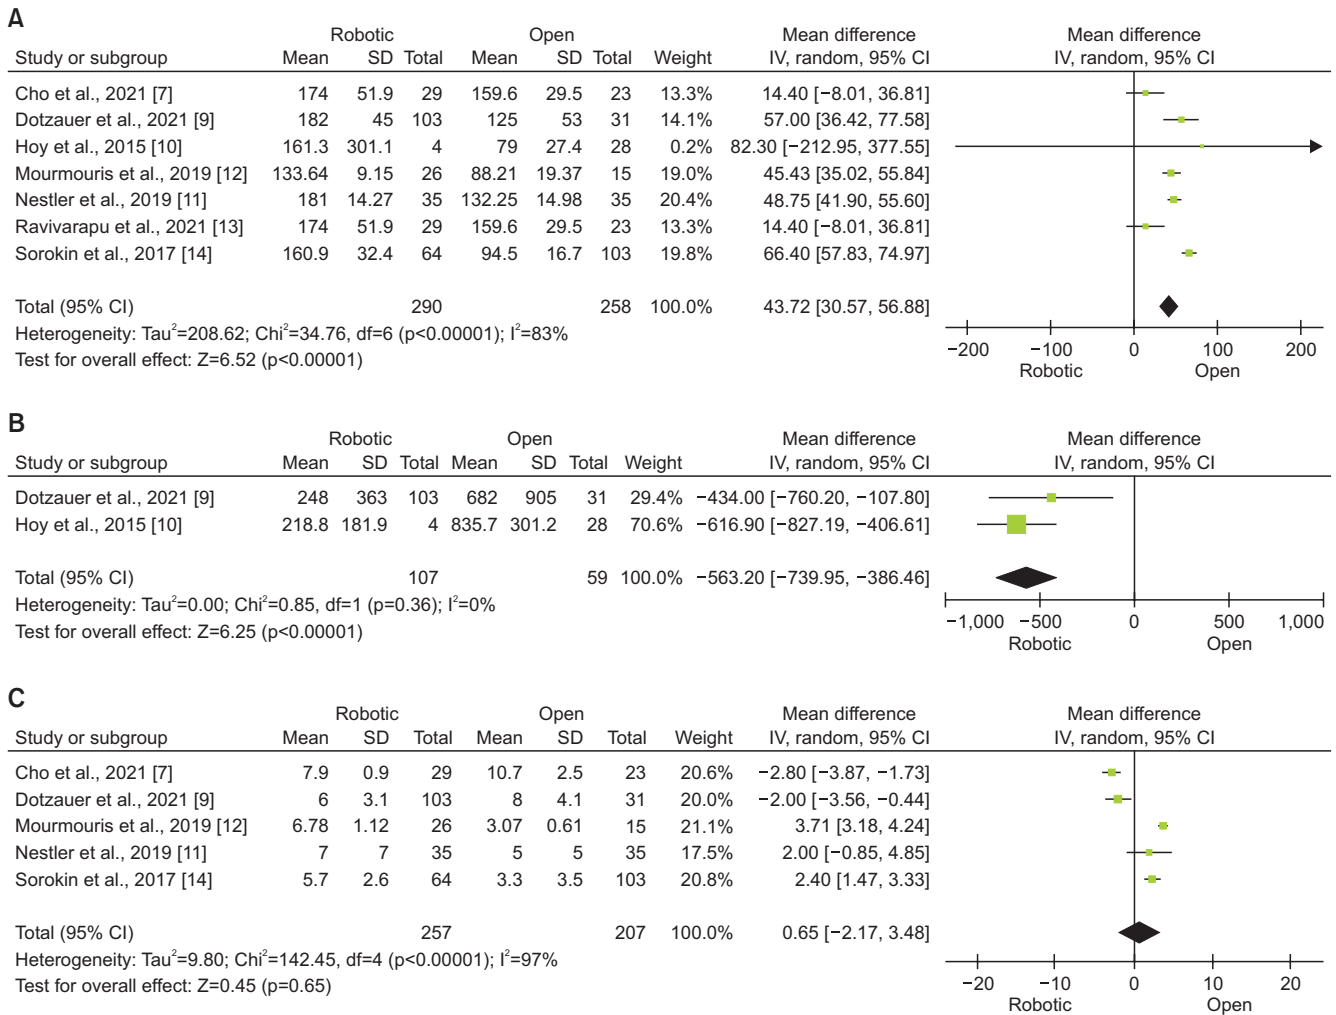 A
Robotic Open Mean difference Mean difference
Study or subgroup Mean SD Total Mean SD Total Weight IV, random, 95% CI IV, random, 95% CI
Cho et al., 2021 [7] 174 51.9 29 159.6 29.5 23 13.3% 14.40 [−8.01, 36.81]
Dotzauer et al., 2021 [9] 182 45 103 125 53 31 14.1% 57.00 [36.42, 77.58]
Hoy et al., 2015 [10] 161.3 301.1 4 79 27.4 28 0.2% 82.30 [−212.95, 377.55]
Mourmouris et al., 2019 [12] 133.64 9.15 26 88.21 19.37 15 19.0% 45.43 [35.02, 55.84]
Nestler et al., 2019 [11] 181 14.27 35 132.25 14.98 35 20.4% 48.75 [41.90, 55.60]
Ravivarapu et al., 2021 [13] 174 51.9 29 159.6 29.5 23 13.3% 14.40 [−8.01, 36.81]
Sorokin et al., 2017 [14] 160.9 32.4 64 94.5 16.7 103 19.8% 66.40 [57.83, 74.97]
Total (95% CI) 290 258 100.0% 43.72 [30.57, 56.88]
Heterogeneity: Tau²=208.62; Chi²=34.76, df=6 (p<0.00001); I²=83%
Test for overall effect: Z=6.52 (p<0.00001)
−200 −100 0 100 200
Robotic Open
B
Robotic Open Mean difference Mean difference
Study or subgroup Mean SD Total Mean SD Total Weight IV, random, 95% CI IV, random, 95% CI
Dotzauer et al., 2021 [9] 248 363 103 682 905 31 29.4% −434.00 [−760.20, −107.80]
Hoy et al., 2015 [10] 218.8 181.9 4 835.7 301.2 28 70.6% −616.90 [−827.19, −406.61]
Total (95% CI) 107 59 100.0% −563.20 [−739.95, −386.46]
Heterogeneity: Tau²=0.00; Chi²=0.85, df=1 (p=0.36); I²=0%
Test for overall effect: Z=6.25 (p<0.00001)
−1,000 −500 0 500 1,000
Robotic Open
C
Robotic Open Mean difference Mean difference
Study or subgroup Mean SD Total Mean SD Total Weight IV, random, 95% CI IV, random, 95% CI
Cho et al., 2021 [7] 7.9 0.9 29 10.7 2.5 23 20.6% −2.80 [−3.87, −1.73]
Dotzauer et al., 2021 [9] 6 3.1 103 8 4.1 31 20.0% −2.00 [−3.56, −0.44]
Mourmouris et al., 2019 [12] 6.78 1.12 26 3.07 0.61 15 21.1% 3.71 [3.18, 4.24]
Nestler et al., 2019 [11] 7 7 35 5 5 35 17.5% 2.00 [−0.85, 4.85]
Sorokin et al., 2017 [14] 5.7 2.6 64 3.3 3.5 103 20.8% 2.40 [1.47, 3.33]
Total (95% CI) 257 207 100.0% 0.65 [−2.17, 3.48]
Heterogeneity: Tau²=9.80; Chi²=142.45, df=4 (p<0.00001); I²=97%
Test for overall effect: Z=0.45 (p=0.65)
−20 −10 0 10 20
Robotic Open